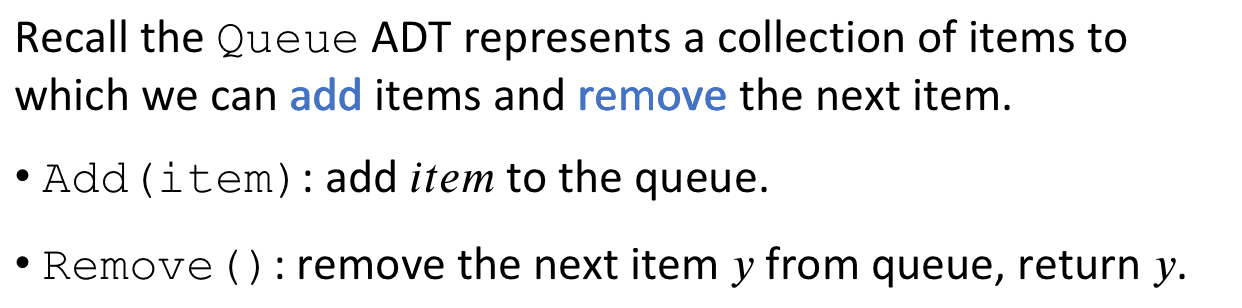 Recall the Queue ADT represents a collection of items to
which we can add items and remove the next item.
• Add(item): add item to the queue.
• Remove(): remove the next item y from queue, return y.